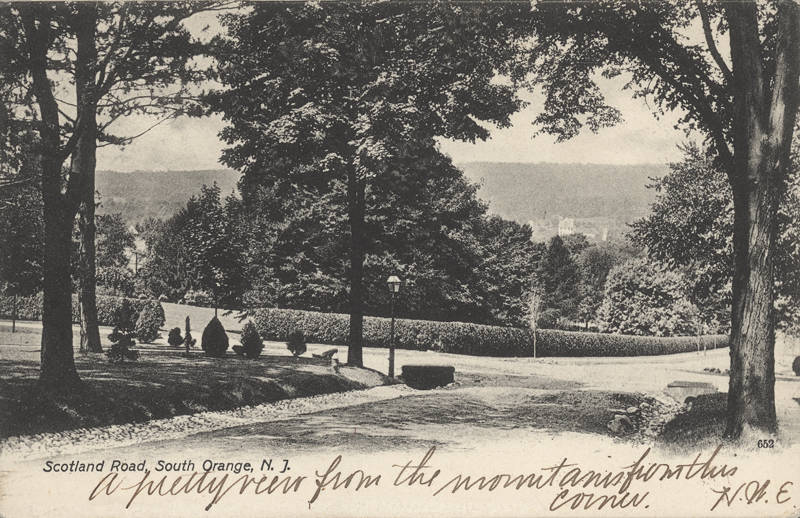 652
Scotland Road, South Orange, N. J.
A pretty view from the mountains from this
corner. N.W.E